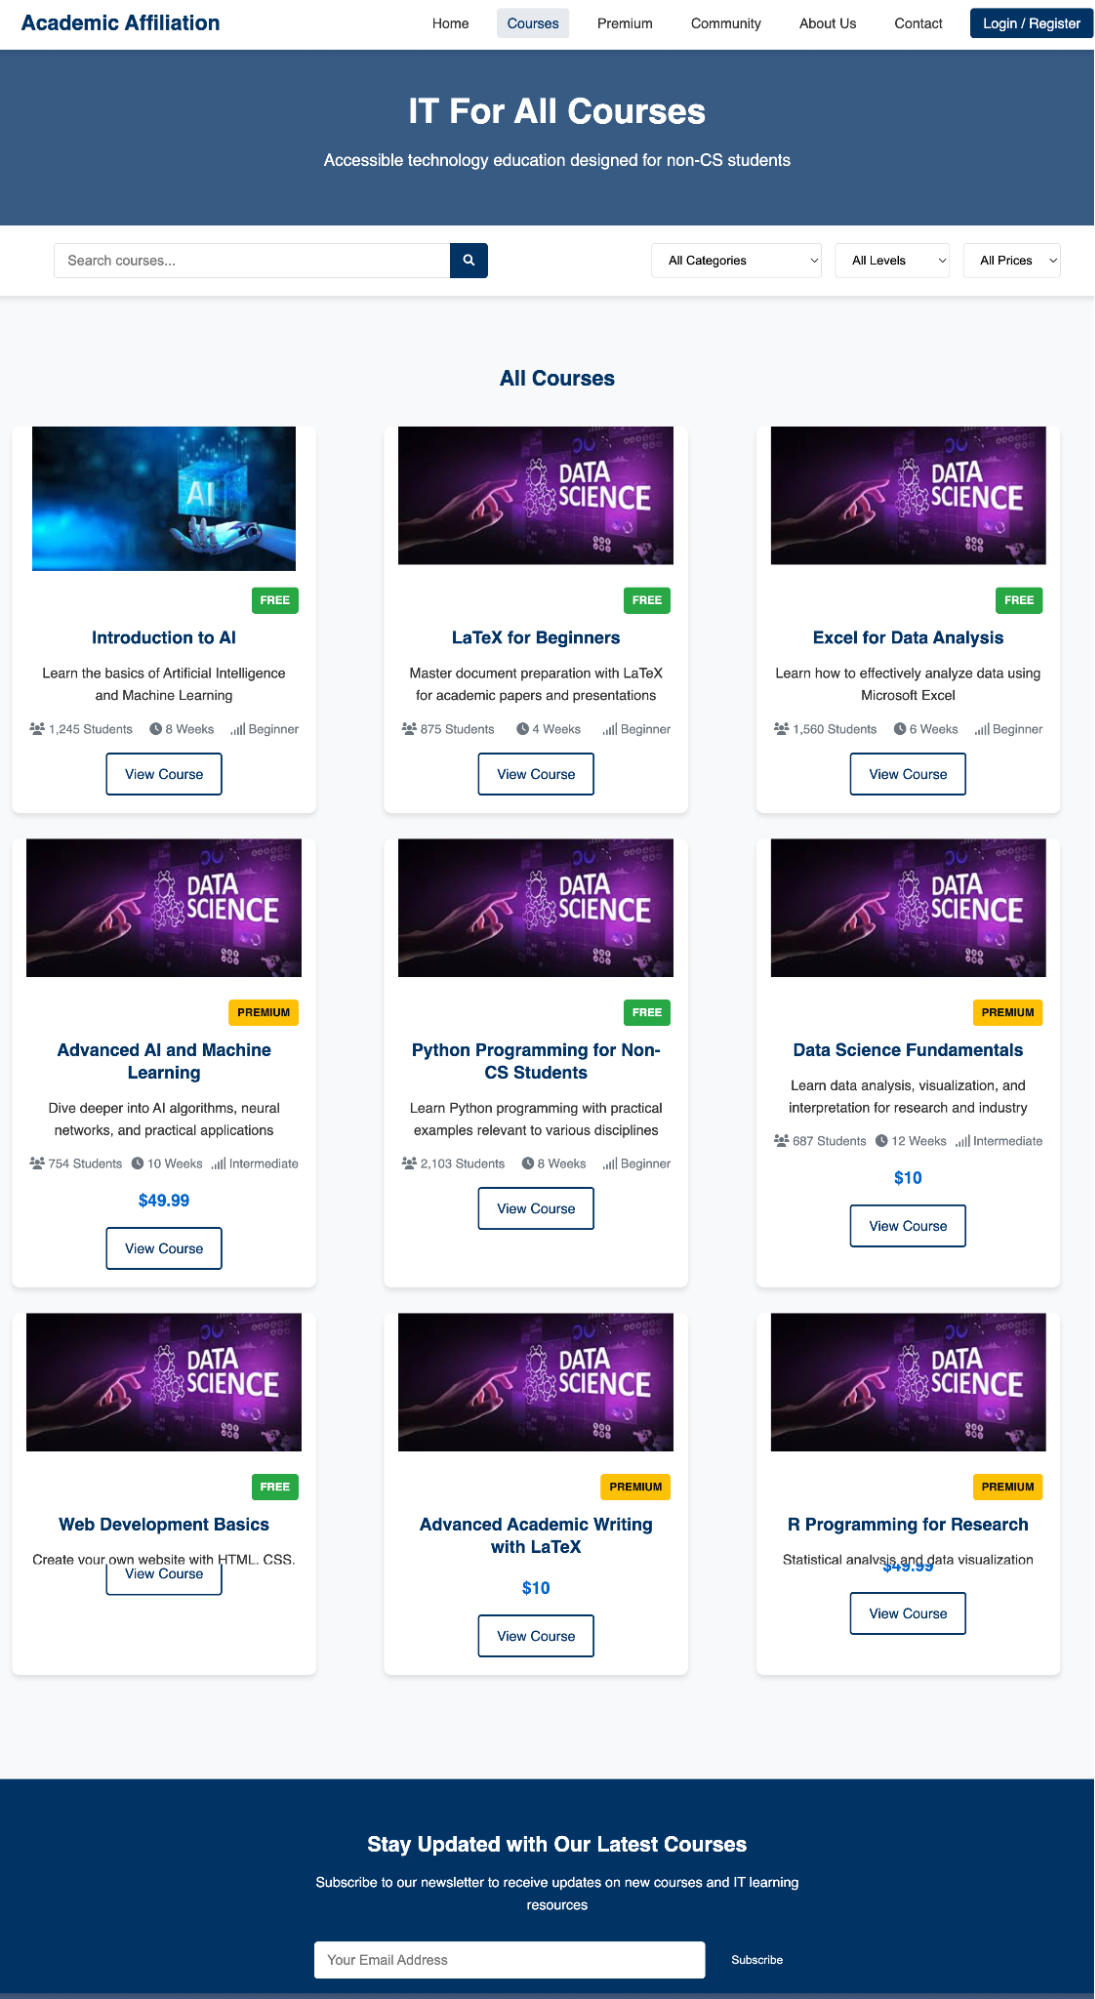 Academic Affiliation
Home
Courses
Premium
Community
About Us
Contact
Login / Register
IT For All Courses
Accessible technology education designed for non-CS students
Search courses...
All Categories
All Levels
All Prices
All Courses
AI
FREE
Introduction to AI
Learn the basics of Artificial Intelligence
and Machine Learning
1,245 Students
8 Weeks
Beginner
View Course
DATA
SCIENCE
FREE
LaTeX for Beginners
Master document preparation with LaTeX
for academic papers and presentations
875 Students
4 Weeks
Beginner
View Course
DATA
SCIENCE
FREE
Excel for Data Analysis
Learn how to effectively analyze data using
Microsoft Excel
1,560 Students
6 Weeks
Beginner
View Course
DATA
SCIENCE
PREMIUM
Advanced AI and Machine
Learning
Dive deeper into AI algorithms, neural
networks, and practical applications
754 Students
10 Weeks
Intermediate
$49.99
View Course
DATA
SCIENCE
FREE
Python Programming for Non-
CS Students
Learn Python programming with practical
examples relevant to various disciplines
2,103 Students
8 Weeks
Beginner
View Course
DATA
SCIENCE
PREMIUM
Data Science Fundamentals
Learn data analysis, visualization, and
interpretation for research and industry
687 Students
12 Weeks
Intermediate
$10
View Course
DATA
SCIENCE
FREE
Web Development Basics
Create your own website with HTML, CSS,
View Course
DATA
SCIENCE
PREMIUM
Advanced Academic Writing
with LaTeX
$10
View Course
DATA
SCIENCE
PREMIUM
R Programming for Research
Statistical analysis and data visualization
$49.99
View Course
Stay Updated with Our Latest Courses
Subscribe to our newsletter to receive updates on new courses and IT learning
resources
Your Email Address
Subscribe